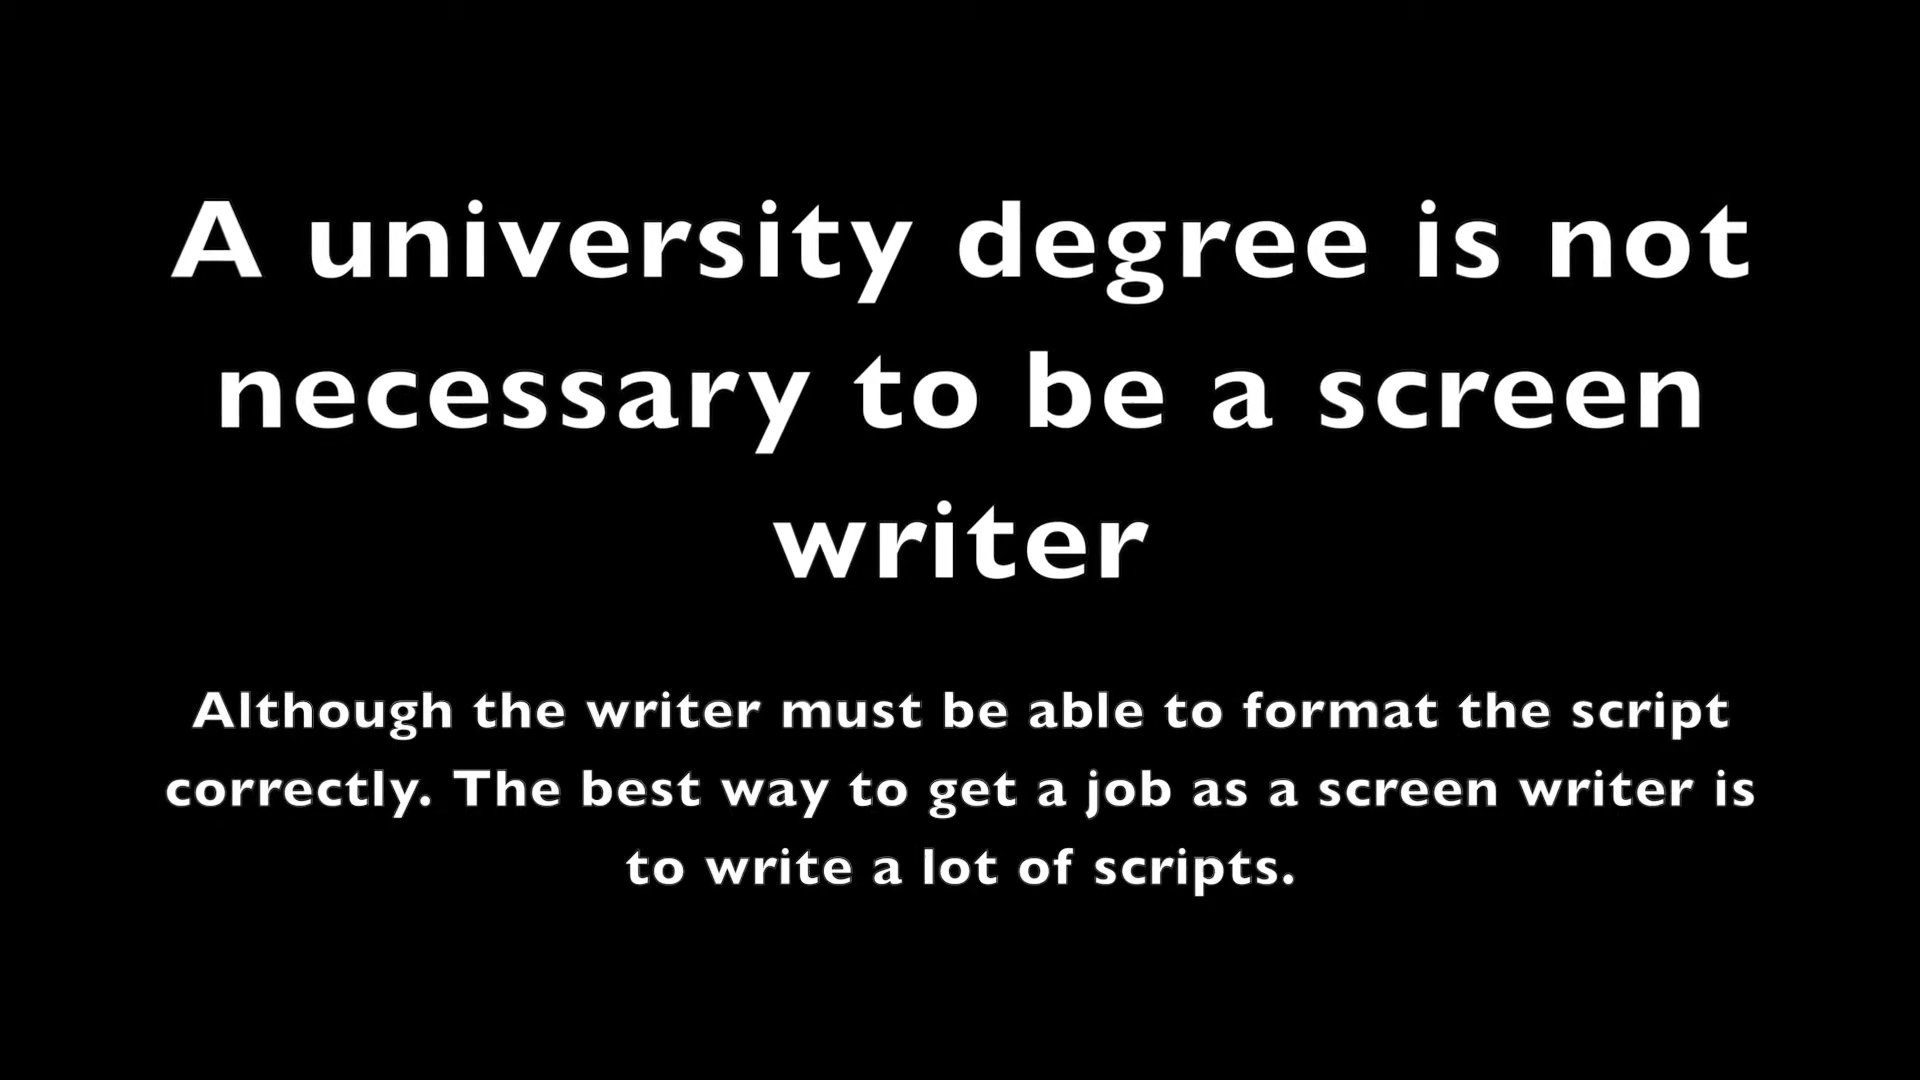 A university degree is not
necessary to be a screen
writer
Although the writer must be able to format the script
correctly. The best way to get a job as a screen writer is
to write a lot of scripts.